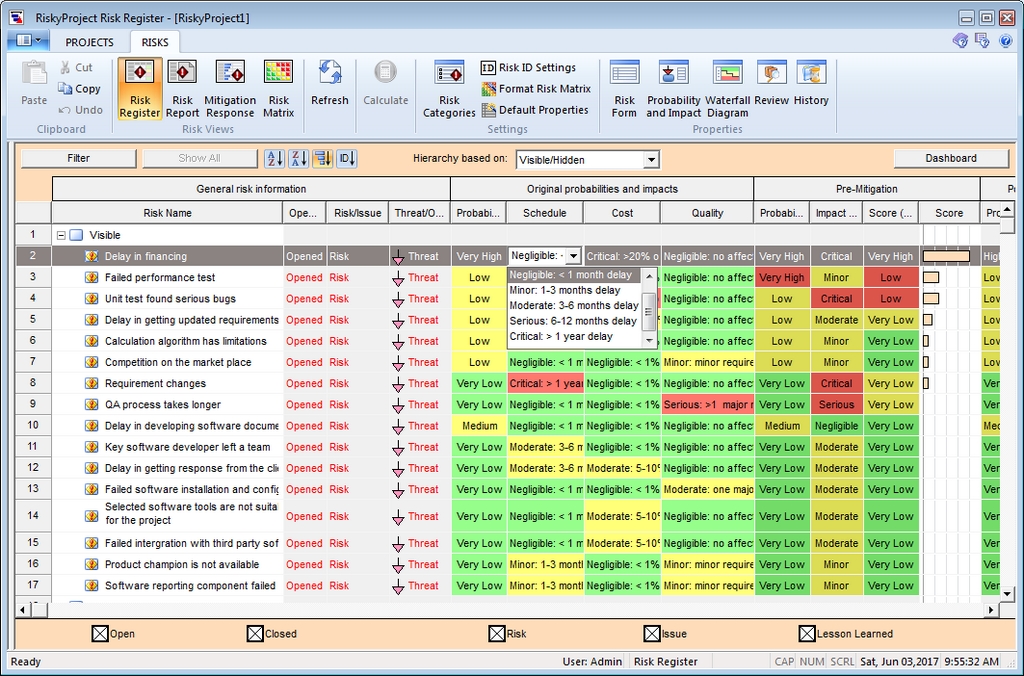 RiskyProject Risk Register - [RiskyProject1]
PROJECTS RISKS
Paste Cut Copy Undo
Clipboard
Risk Register Risk Report Mitigation Response Risk Matrix
Risk Views
Refresh
Calculate
Risk Categories Risk ID Settings
Format Risk Matrix
Default Properties
Settings
Risk Form Probability and Impact Waterfall Diagram Review History
Properties
Filter Show All Hierarchy based on: Visible/Hidden Dashboard
General risk information Original probabilities and impacts Pre-Mitigation
Risk Name Ope... Risk/Issue Threat/O... Probabi... Schedule Cost Quality Probabi... Impact ... Score (... Score
1 Visible
2 Delay in financing Opened Risk Threat Very High Negligible: - Critical: >20% o Negligible: no affec Very High Critical Very High
3 Failed performance test Opened Risk Threat Low Negligible: < 1 month delay Negligible: no affec Very High Minor Low
4 Unit test found serious bugs Opened Risk Threat Low Minor: 1-3 months delay Negligible: no affec Low Critical Low
5 Delay in getting updated requirements Opened Risk Threat Low Moderate: 3-6 months delay Negligible: no affec Low Moderate Very Low
6 Calculation algorithm has limitations Opened Risk Threat Low Serious: 6-12 months delay Negligible: no affec Low Minor Very Low
Critical: > 1 year delay
7 Competition on the market place Opened Risk Threat Low Negligible: < 1 m Negligible: < 1% Minor: minor require Low Minor Very Low
8 Requirement changes Opened Risk Threat Very Low Critical: > 1 year Negligible: < 1% Negligible: no affec Very Low Critical Very Low
9 QA process takes longer Opened Risk Threat Very Low Negligible: < 1 m Negligible: < 1% Serious: >1 major r Very Low Serious Very Low
10 Delay in developing software docume Opened Risk Threat Medium Negligible: < 1 m Negligible: < 1% Negligible: no affec Medium Negligible Very Low
11 Key software developer left a team Opened Risk Threat Very Low Moderate: 3-6 m Negligible: < 1% Negligible: no affec Very Low Moderate Very Low
12 Delay in getting response from the cli Opened Risk Threat Very Low Moderate: 3-6 m Moderate: 5-10% Negligible: no affec Very Low Moderate Very Low
13 Failed software installation and config Opened Risk Threat Very Low Negligible: < 1 m Negligible: < 1% Moderate: one majo Very Low Moderate Very Low
14 Selected software tools are not suita for the project Opened Risk Threat Very Low Negligible: < 1 m Moderate: 5-10% Negligible: no affec Very Low Moderate Very Low
15 Failed intergration with third party sof Opened Risk Threat Very Low Negligible: < 1 m Moderate: 5-10% Negligible: no affec Very Low Moderate Very Low
16 Product champion is not available Opened Risk Threat Very Low Minor: 1-3 mont Negligible: < 1% Minor: minor require Very Low Minor Very Low
17 Software reporting component failed Opened Risk Threat Very Low Minor: 1-3 mont Negligible: < 1% Minor: minor require Very Low Minor Very Low
Open Closed Risk Issue Lesson Learned
Ready User: Admin Risk Register CAP NUM SCRL Sat, Jun 03,2017 9:55:32 AM